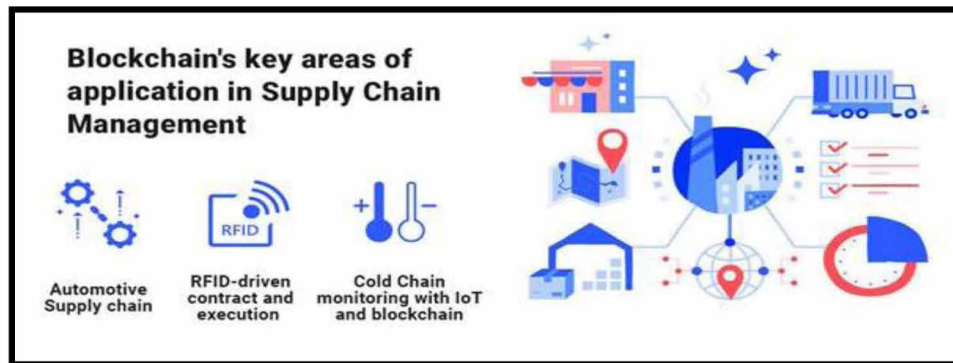 Blockchain's key areas of
application in Supply Chain
Management
RFID
Automotive
Supply chain
RFID-driven
contract and
execution
Cold Chain
monitoring with IoT
and blockchain